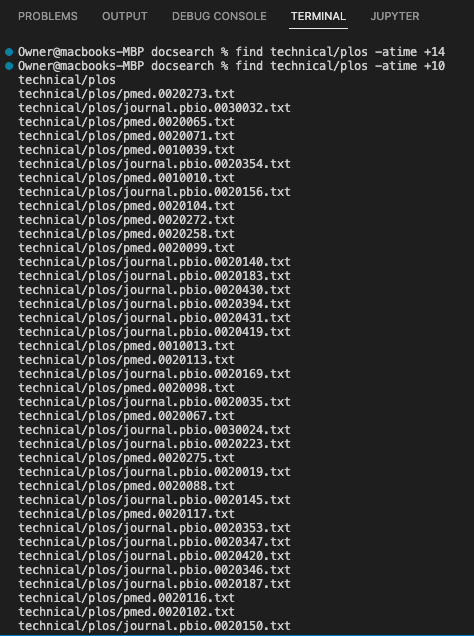 PROBLEMS OUTPUT DEBUG CONSOLE TERMINAL JUPYTER
Owner@macbooks-MBP docsearch % find technical/plos -atime +14
Owner@macbooks-MBP docsearch % find technical/plos -atime +10
technical/plos
technical/plos/pmed.0020273.txt
technical/plos/journal.pbio.0030032.txt
technical/plos/pmed.0020065.txt
technical/plos/pmed.0020071.txt
technical/plos/pmed.0010039.txt
technical/plos/journal.pbio.0020354.txt
technical/plos/pmed.0010010.txt
technical/plos/journal.pbio.0020156.txt
technical/plos/pmed.0020104.txt
technical/plos/pmed.0020272.txt
technical/plos/pmed.0020258.txt
technical/plos/pmed.0020099.txt
technical/plos/journal.pbio.0020140.txt
technical/plos/journal.pbio.0020183.txt
technical/plos/journal.pbio.0020430.txt
technical/plos/journal.pbio.0020394.txt
technical/plos/journal.pbio.0020431.txt
technical/plos/journal.pbio.0020419.txt
technical/plos/pmed.0010013.txt
technical/plos/pmed.0020113.txt
technical/plos/journal.pbio.0020169.txt
technical/plos/pmed.0020098.txt
technical/plos/journal.pbio.0020035.txt
technical/plos/pmed.0020067.txt
technical/plos/journal.pbio.0030024.txt
technical/plos/journal.pbio.0020223.txt
technical/plos/pmed.0020275.txt
technical/plos/journal.pbio.0020019.txt
technical/plos/pmed.0020088.txt
technical/plos/journal.pbio.0020145.txt
technical/plos/pmed.0020117.txt
technical/plos/journal.pbio.0020353.txt
technical/plos/journal.pbio.0020347.txt
technical/plos/journal.pbio.0020420.txt
technical/plos/journal.pbio.0020346.txt
technical/plos/journal.pbio.0020187.txt
technical/plos/pmed.0020116.txt
technical/plos/pmed.0020102.txt
technical/plos/journal.pbio.0020150.txt